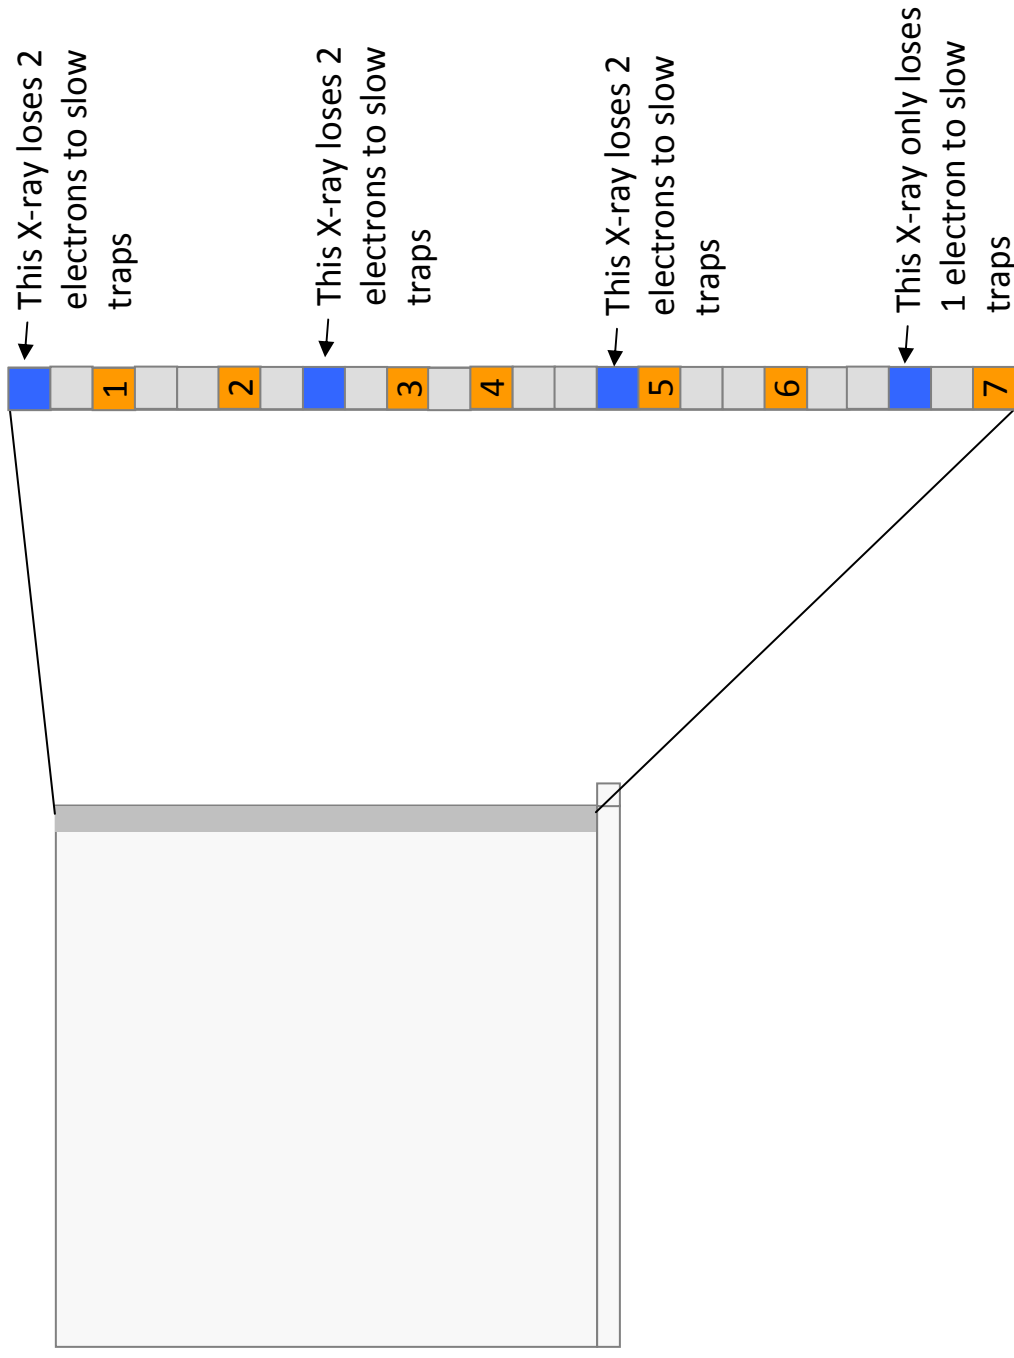 This X-ray loses 2
electrons to slow
traps
This X-ray loses 2
electrons to slow
traps
This X-ray loses 2
electrons to slow
traps
This X-ray only loses
1 electron to slow
traps
1
2
3
4
5
6
7